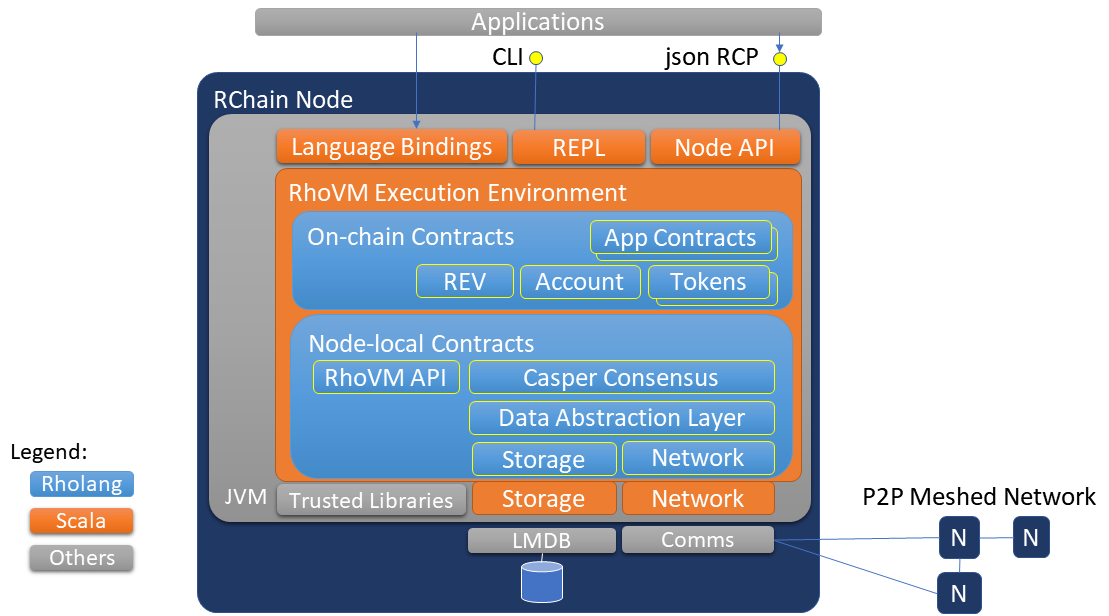 Applications
CLI
json RCP
RChain Node
Language Bindings
REPL
Node API
RhoVM Execution Environment
On-chain Contracts
App Contracts
REV
Account
Tokens
Node-local Contracts
RhoVM API
Casper Consensus
Data Abstraction Layer
Storage
Network
JVM
Trusted Libraries
Storage
Network
LMDB
Comms
Legend:
Rholang
Scala
Others
P2P Meshed Network
N
N
N